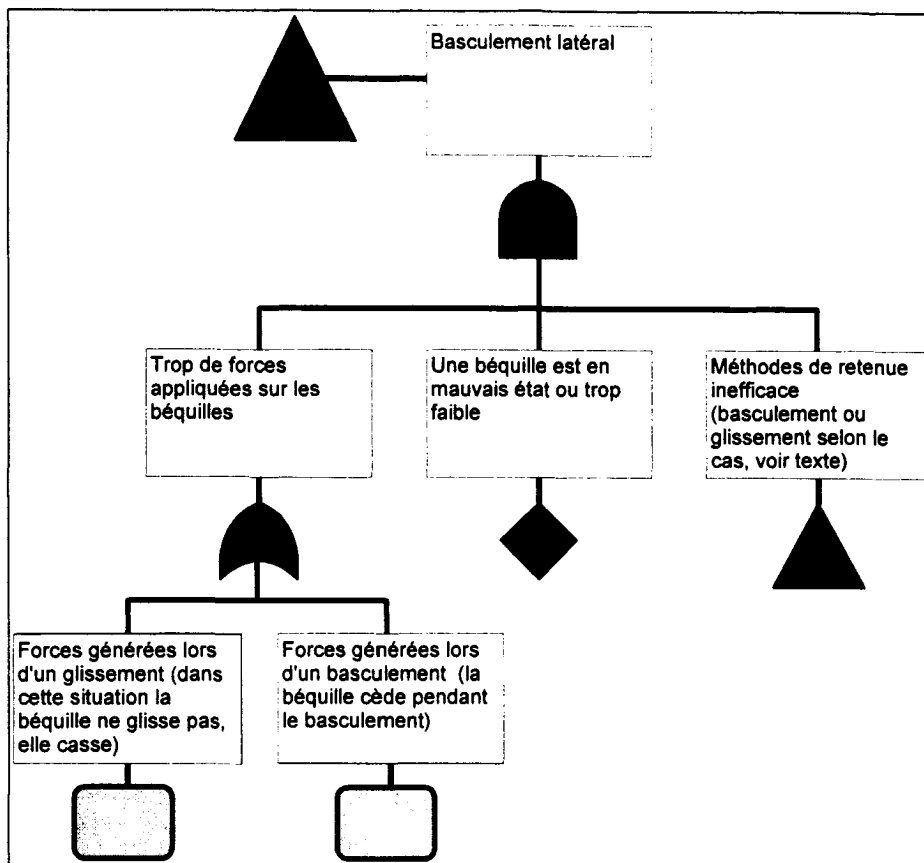 Basculement latéral
Trop de forces
appliquées sur les
béquilles
Une béquille est en
mauvais état ou trop
faible
Méthodes de retenue
inefficace
(basculement ou
glissement selon le
cas, voir texte)
Forces générées lors
d'un glissement (dans
cette situation la
béquille ne glisse pas,
elle casse)
Forces générées lors
d'un basculement (la
béquille cède pendant
le basculement)